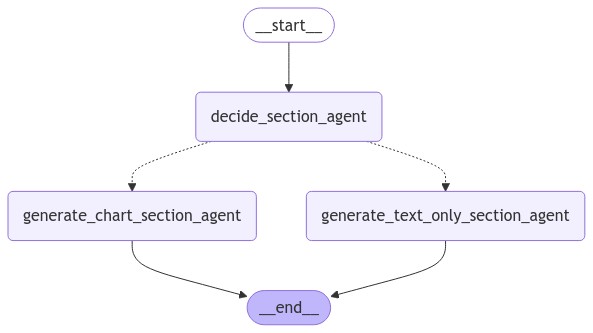 __start__
decide_section_agent
generate_chart_section_agent
generate_text_only_section_agent
__end__